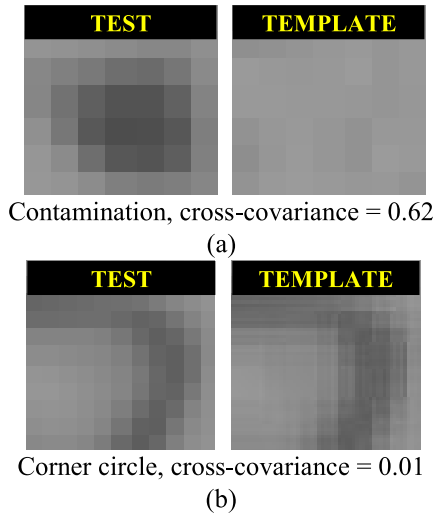 TEST TEMPLATE
Contamination, cross-covariance = 0.62
(a)
TEST TEMPLATE
Corner circle, cross-covariance = 0.01
(b)